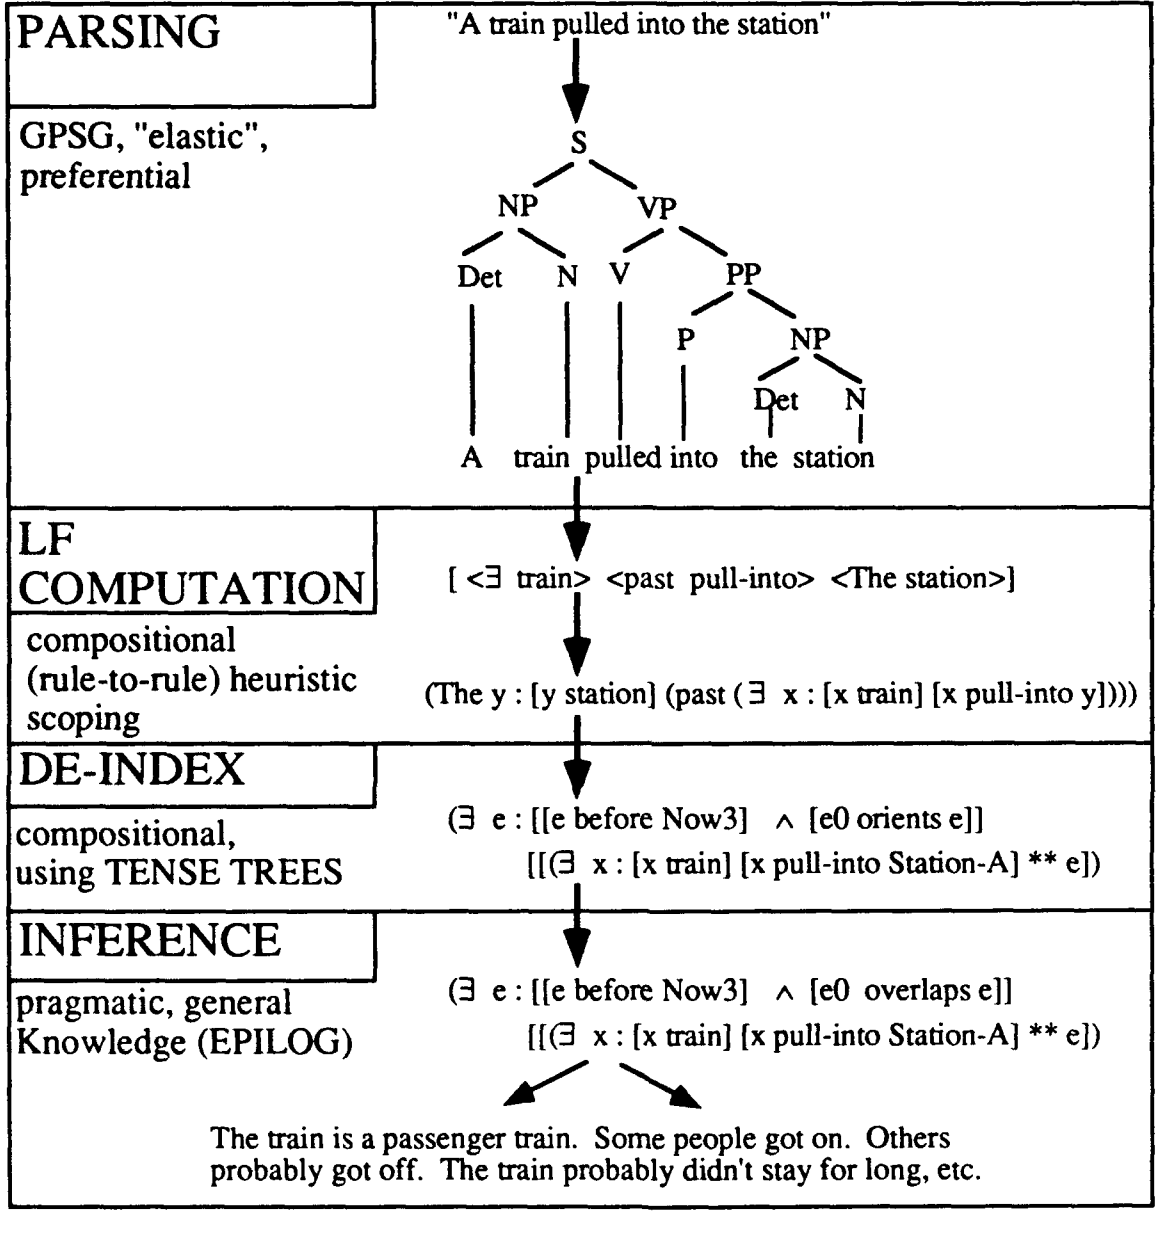 PARSING
"A train pulled into the station"
GPSG, "elastic",
preferential
S
NP VP
Det N V PP
P NP
Det N
A train pulled into the station
LF
COMPUTATION
[ <∃ train> <past pull-into> <The station>]
compositional
(rule-to-rule) heuristic
scoping
(The y : [y station] (past (∃ x : [x train] [x pull-into y])))
DE-INDEX
compositional,
using TENSE TREES
(∃ e : [[e before Now3] ∧ [e0 orients e]]
[[(∃ x : [x train] [x pull-into Station-A] ** e])
INFERENCE
pragmatic, general
Knowledge (EPILOG)
(∃ e : [[e before Now3] ∧ [e0 overlaps e]]
[[(∃ x : [x train] [x pull-into Station-A] ** e])
The train is a passenger train. Some people got on. Others
probably got off. The train probably didn't stay for long, etc.